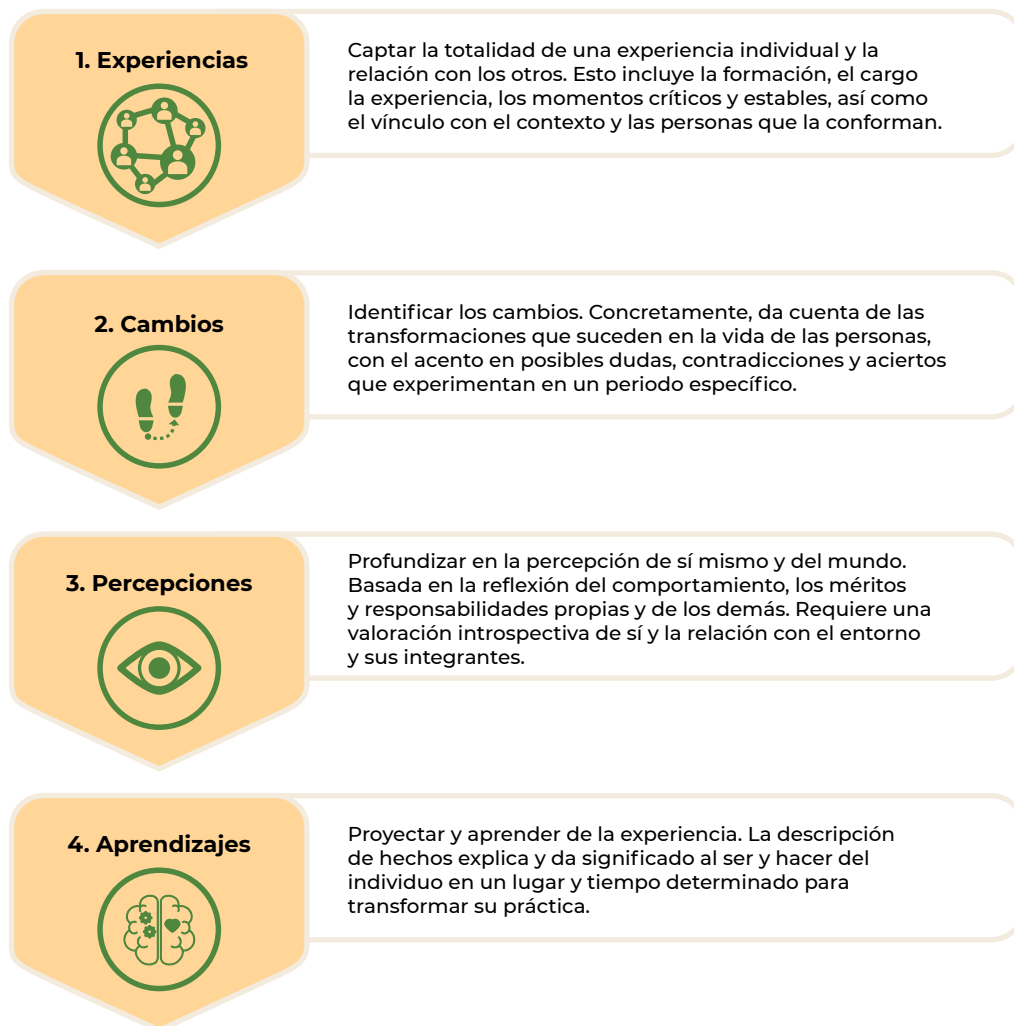 1. Experiencias
Captar la totalidad de una experiencia individual y la
relación con los otros. Esto incluye la formación, el cargo
la experiencia, los momentos críticos y estables, así como
el vínculo con el contexto y las personas que la conforman.
2. Cambios
Identificar los cambios. Concretamente, da cuenta de las
transformaciones que suceden en la vida de las personas,
con el acento en posibles dudas, contradicciones y aciertos
que experimentan en un periodo específico.
3. Percepciones
Profundizar en la percepción de sí mismo y del mundo.
Basada en la reflexión del comportamiento, los méritos
y responsabilidades propias y de los demás. Requiere una
valoración introspectiva de sí y la relación con el entorno
y sus integrantes.
4. Aprendizajes
Proyectar y aprender de la experiencia. La descripción
de hechos explica y da significado al ser y hacer del
individuo en un lugar y tiempo determinado para
transformar su práctica.